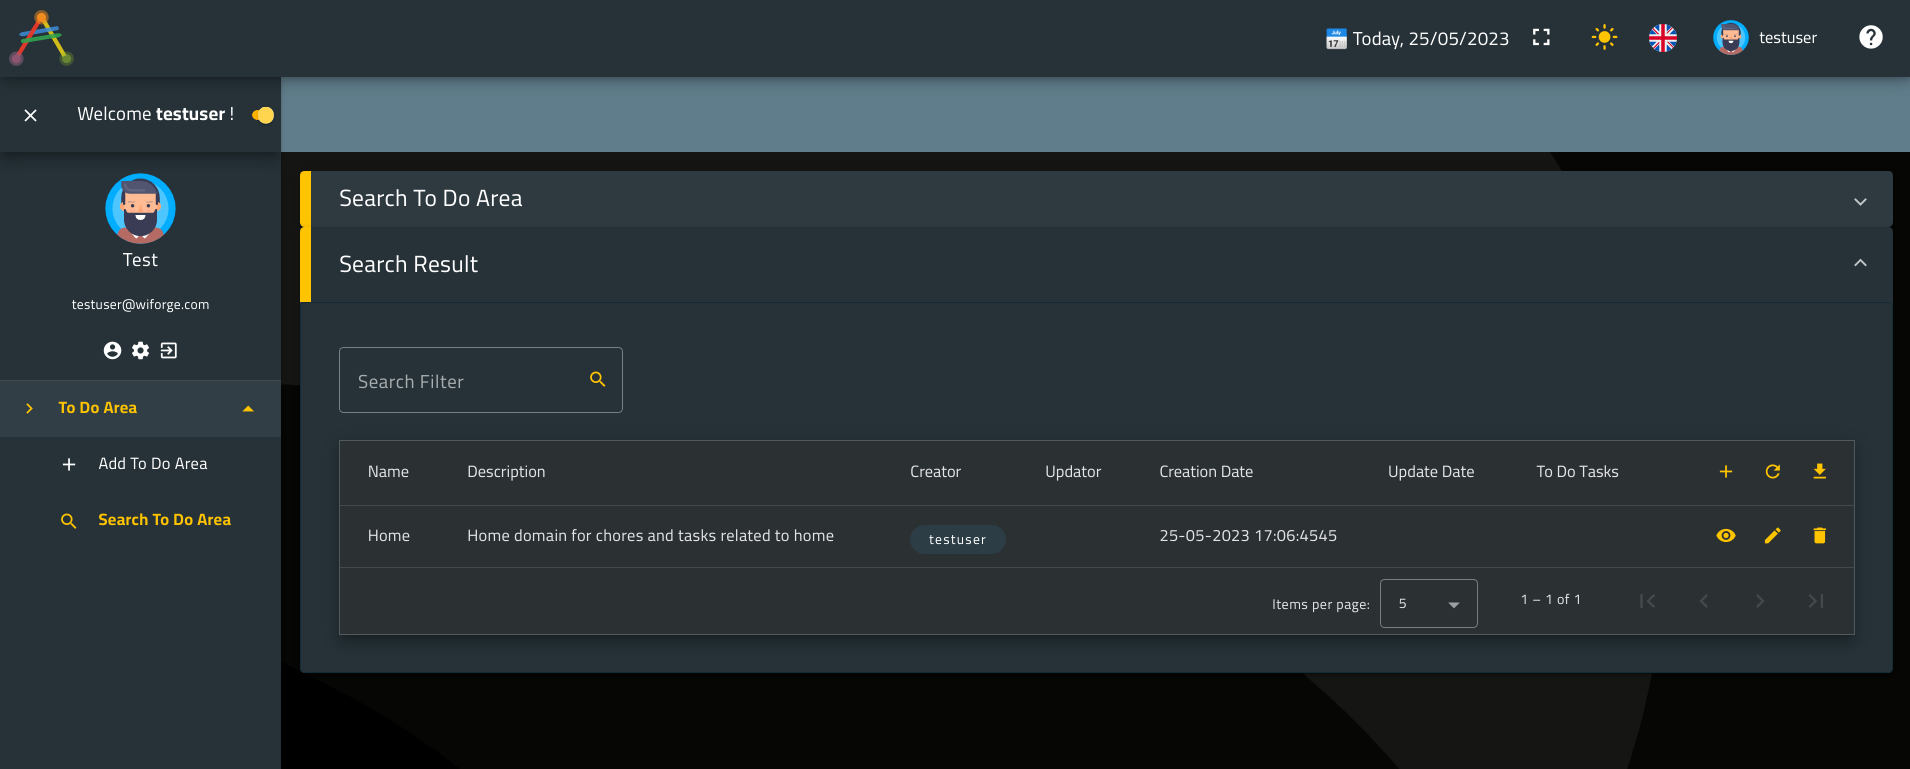 Today, 25/05/2023
testuser
Welcome testuser !
Test
testuser@wiforge.com
To Do Area
Add To Do Area
Search To Do Area
Search To Do Area
Search Result
Search Filter
Name Description Creator Updator Creation Date Update Date To Do Tasks
Home Home domain for chores and tasks related to home testuser 25-05-2023 17:06:4545
Items per page: 5 1 – 1 of 1